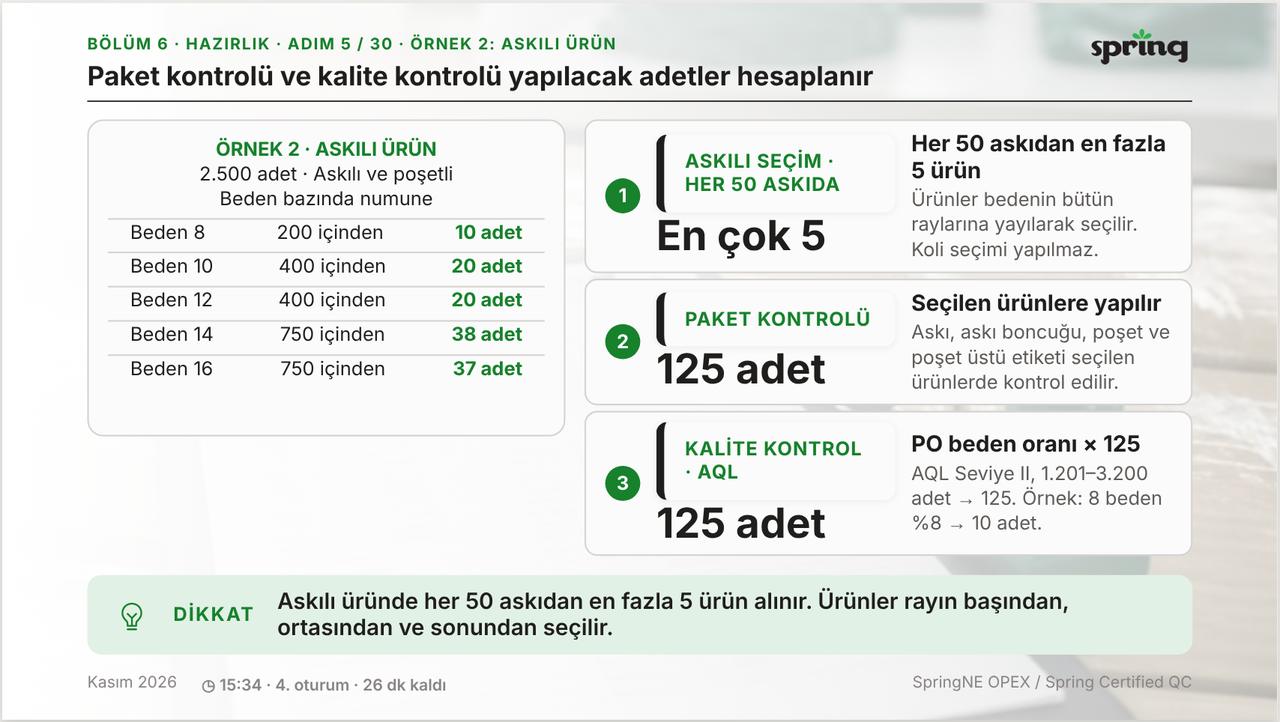 BÖLÜM 6 · HAZIRLIK · ADIM 5 / 30 · ÖRNEK 2: ASKILI ÜRÜN
spring
Paket kontrolü ve kalite kontrolü yapılacak adetler hesaplanır
ÖRNEK 2 · ASKILI ÜRÜN
2.500 adet · Askılı ve poşetli
Beden bazında numune
Beden 8 200 içinden 10 adet
Beden 10 400 içinden 20 adet
Beden 12 400 içinden 20 adet
Beden 14 750 içinden 38 adet
Beden 16 750 içinden 37 adet
1
ASKILI SEÇİM ·
HER 50 ASKIDA
En çok 5
Her 50 askıdan en fazla
5 ürün
Ürünler bedenin bütün
raylarına yayılarak seçilir.
Koli seçimi yapılmaz.
2
PAKET KONTROLÜ
125 adet
Seçilen ürünlere yapılır
Askı, askı boncuğu, poşet ve
poşet üstü etiketi seçilen
ürünlerde kontrol edilir.
3
KALİTE KONTROL
· AQL
125 adet
PO beden oranı × 125
AQL Seviye II, 1.201–3.200
adet → 125. Örnek: 8 beden
%8 → 10 adet.
DİKKAT
Askılı üründe her 50 askıdan en fazla 5 ürün alınır. Ürünler rayın başından,
ortasından ve sonundan seçilir.
Kasım 2026
15:34 · 4. oturum · 26 dk kaldı
SpringNE OPEX / Spring Certified QC